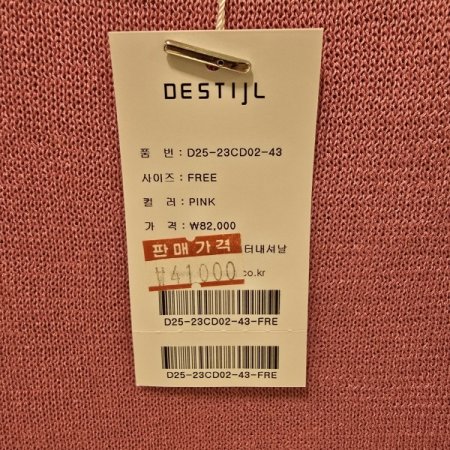 DESTIJL
품 번 : D25-23CD02-43
사이즈 : FREE
컬 러 : PINK
가 격 : ₩82,000
판매가격
터내셔날
₩41000
.co.kr
D25-23CD02-43-FRE
D25-23CD02-43-FRE